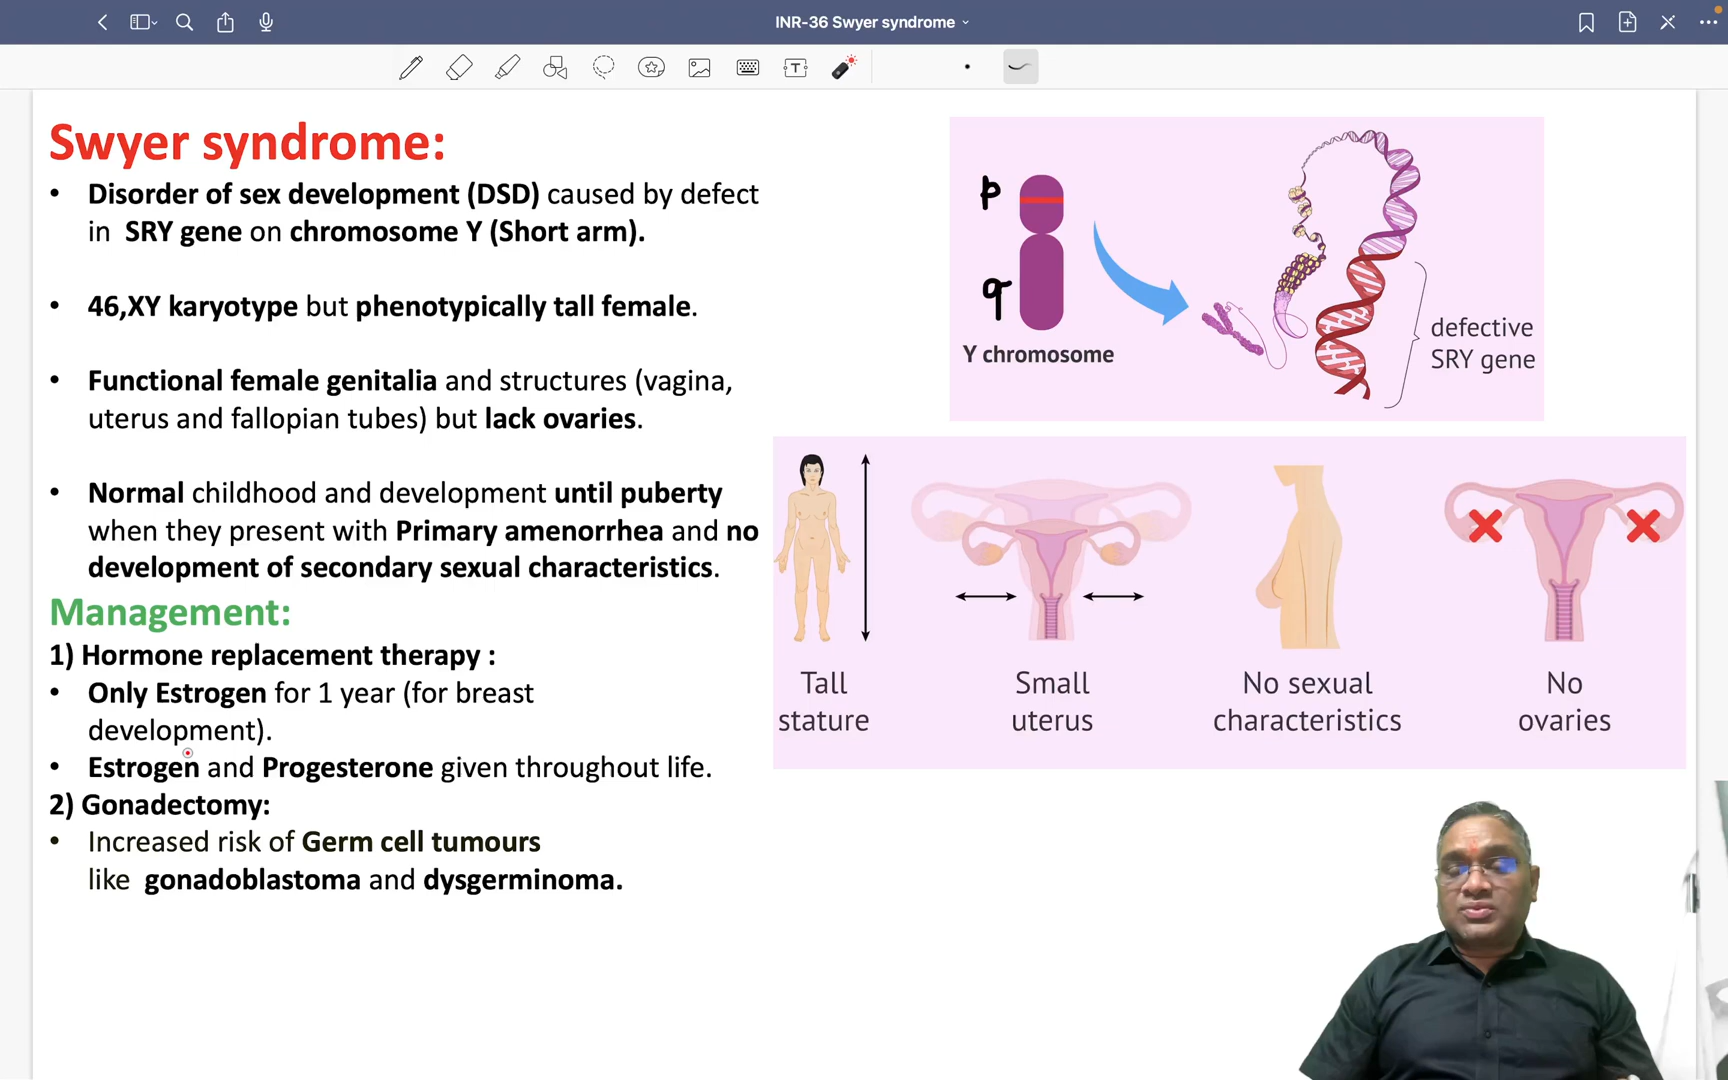 INR-36 Swyer syndrome
T
Swyer syndrome:
• Disorder of sex development (DSD) caused by defect
in SRY gene on chromosome Y (Short arm).
• 46,XY karyotype but phenotypically tall female.
• Functional female genitalia and structures (vagina,
uterus and fallopian tubes) but lack ovaries.
• Normal childhood and development until puberty
when they present with Primary amenorrhea and no
development of secondary sexual characteristics.
Management:
1) Hormone replacement therapy :
• Only Estrogen for 1 year (for breast
development).
• Estrogen and Progesterone given throughout life.
2) Gonadectomy:
• Increased risk of Germ cell tumours
like gonadoblastoma and dysgerminoma.
p
q
Y chromosome
defective
SRY gene
Tall
stature
Small
uterus
No sexual
characteristics
No
ovaries